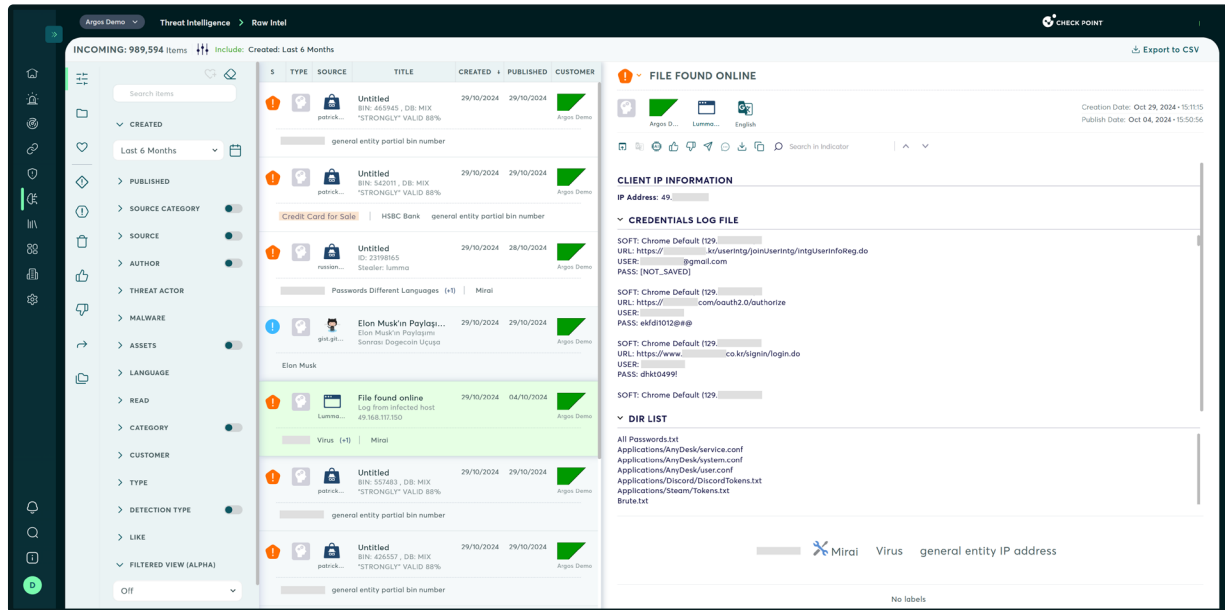 Argos Demo
Threat Intelligence > Raw Intel
CHECK POINT
INCOMING: 989,594 Items
Include: Created: Last 6 Months
Export to CSV
Search Items
CREATED
Last 6 Months
PUBLISHED
SOURCE CATEGORY
SOURCE
AUTHOR
THREAT ACTOR
MALWARE
ASSETS
LANGUAGE
READ
CATEGORY
CUSTOMER
TYPE
DETECTION TYPE
LIKE
FILTERED VIEW (ALPHA)
Off
D
S TYPE SOURCE TITLE CREATED PUBLISHED CUSTOMER
Untitled 29/10/2024 29/10/2024
BIN: 465945 , DB: MIX
patrick... "STRONGLY" VALID 88% Argos Demo
general entity partial bin number
Untitled 29/10/2024 29/10/2024
BIN: 542011 , DB: MIX
patrick... "STRONGLY" VALID 88% Argos Demo
Credit Card for Sale | HSBC Bank general entity partial bin number
Untitled 29/10/2024 28/10/2024
ID: 23198165
russian... Stealer: lumma Argos Demo
Passwords Different Languages (+1) | Mirai
Elon Musk'ın Paylaşı... 29/10/2024 29/10/2024
Elon Musk'ın Paylaşımı
gist.git... Sonrası Dogecoin Uçuşa Argos Demo
Elon Musk
File found online 29/10/2024 04/10/2024
Log from infected host
Lumma... 49.168.117.150 Argos Demo
Virus (+1) | Mirai
Untitled 29/10/2024 29/10/2024
BIN: 557483 , DB: MIX
patrick... "STRONGLY" VALID 88% Argos Demo
general entity partial bin number
Untitled 29/10/2024 29/10/2024
BIN: 426557 , DB: MIX
patrick... "STRONGLY" VALID 88% Argos Demo
general entity partial bin number
FILE FOUND ONLINE
Argos D... Lumma... English
Creation Date: Oct 29, 2024 • 15:11:15
Publish Date: Oct 04, 2024 • 15:50:56
Search in Indicator
CLIENT IP INFORMATION
IP Address: 49.
CREDENTIALS LOG FILE
SOFT: Chrome Default (129.
URL: https:// .kr/userIntg/joinUserIntg/intgUserInfoReg.do
USER: @gmail.com
PASS: [NOT_SAVED]
SOFT: Chrome Default (129.
URL: https:// com/oauth2.0/authorize
USER:
PASS: ekfdl1012@#@
SOFT: Chrome Default (129.
URL: https://www. co.kr/signin/login.do
USER:
PASS: dhkt0499!
SOFT: Chrome Default (129.
DIR LIST
All Passwords.txt
Applications/AnyDesk/service.conf
Applications/AnyDesk/system.conf
Applications/AnyDesk/user.conf
Applications/Discord/DiscordTokens.txt
Applications/Steam/Tokens.txt
Brute.txt
Mirai Virus general entity IP address
No labels